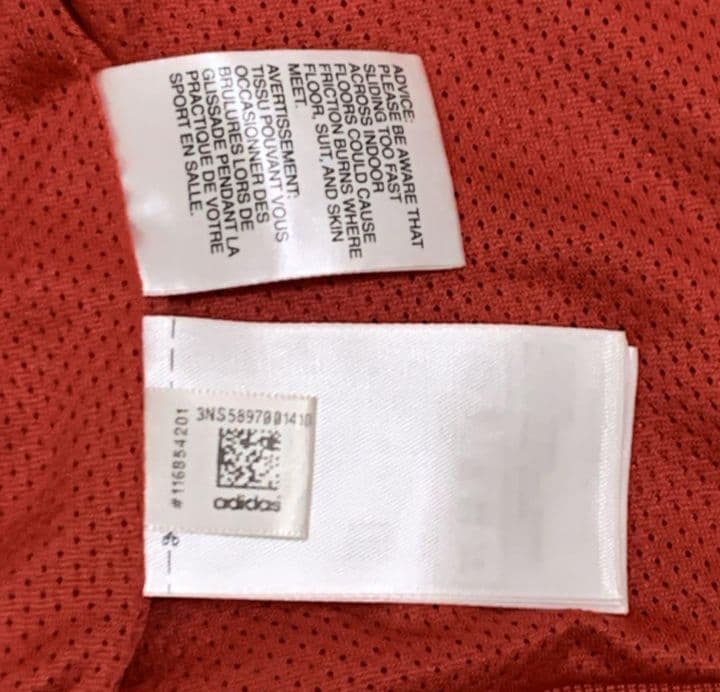 ADVICE:
PLEASE BE AWARE THAT
SLIDING TOO FAST
ACROSS INDOOR
FLOORS COULD CAUSE
FRICTION BURNS WHERE
FLOOR, SUIT, AND SKIN
MEET.
AVERTISSEMENT:
TISSU POUVANT VOUS
OCCASIONNER DES
BRULURES LORS DE
GLISSADE PENDANT LA
PRACTIQUE DE VOTRE
SPORT EN SALLE.
#116854201
adidas